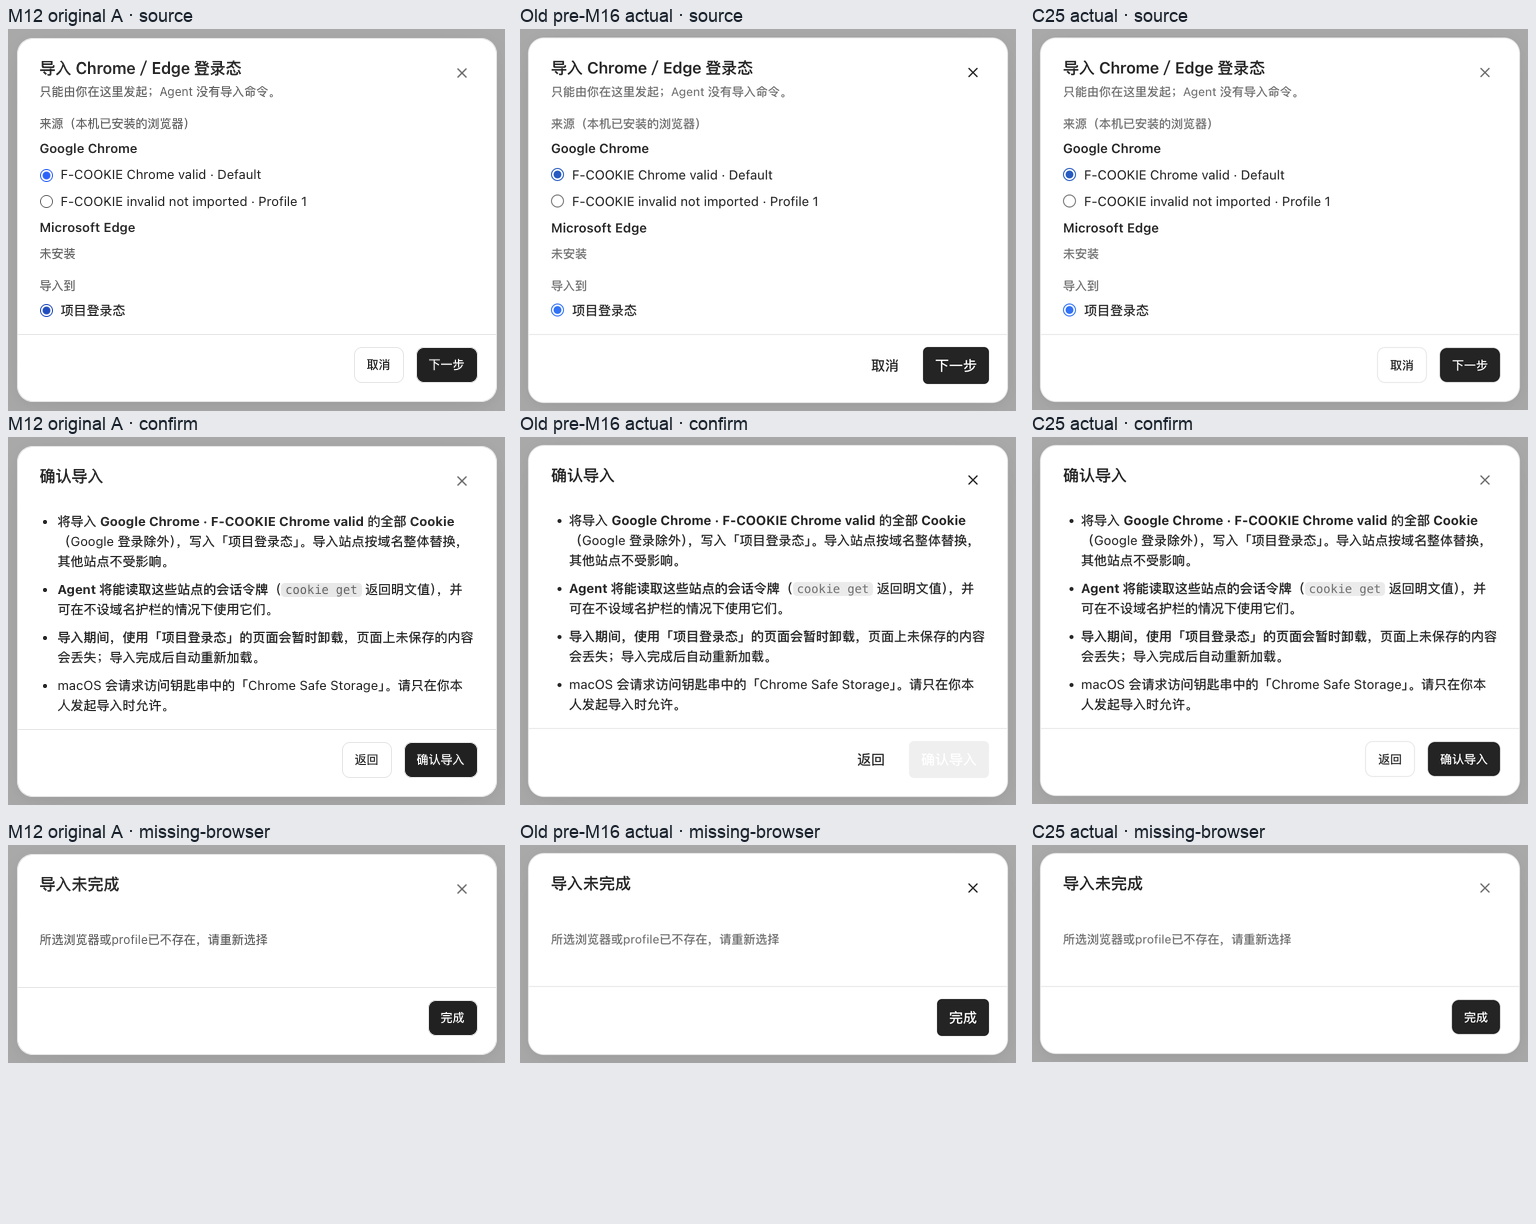 M12 original A · source
导入 Chrome / Edge 登录态
只能由你在这里发起；Agent 没有导入命令。
来源（本机已安装的浏览器）
Google Chrome
F-COOKIE Chrome valid · Default
F-COOKIE invalid not imported · Profile 1
Microsoft Edge
未安装
导入到
项目登录态
取消
下一步
Old pre-M16 actual · source
导入 Chrome / Edge 登录态
只能由你在这里发起；Agent 没有导入命令。
来源（本机已安装的浏览器）
Google Chrome
F-COOKIE Chrome valid · Default
F-COOKIE invalid not imported · Profile 1
Microsoft Edge
未安装
导入到
项目登录态
取消
下一步
C25 actual · source
导入 Chrome / Edge 登录态
只能由你在这里发起；Agent 没有导入命令。
来源（本机已安装的浏览器）
Google Chrome
F-COOKIE Chrome valid · Default
F-COOKIE invalid not imported · Profile 1
Microsoft Edge
未安装
导入到
项目登录态
取消
下一步
M12 original A · confirm
确认导入
• 将导入 Google Chrome · F-COOKIE Chrome valid 的全部 Cookie
（Google 登录除外），写入「项目登录态」。导入站点按域名整体替换，
其他站点不受影响。
• Agent 将能读取这些站点的会话令牌（cookie get 返回明文值），并
可在不设域名护栏的情况下使用它们。
• 导入期间，使用「项目登录态」的页面会暂时卸载，页面上未保存的内容
会丢失；导入完成后自动重新加载。
• macOS 会请求访问钥匙串中的「Chrome Safe Storage」。请只在你本
人发起导入时允许。
返回
确认导入
Old pre-M16 actual · confirm
确认导入
• 将导入 Google Chrome · F-COOKIE Chrome valid 的全部 Cookie
（Google 登录除外），写入「项目登录态」。导入站点按域名整体替换，
其他站点不受影响。
• Agent 将能读取这些站点的会话令牌（cookie get 返回明文值），并
可在不设域名护栏的情况下使用它们。
• 导入期间，使用「项目登录态」的页面会暂时卸载，页面上未保存的内容
会丢失；导入完成后自动重新加载。
• macOS 会请求访问钥匙串中的「Chrome Safe Storage」。请只在你本
人发起导入时允许。
返回
确认导入
C25 actual · confirm
确认导入
• 将导入 Google Chrome · F-COOKIE Chrome valid 的全部 Cookie
（Google 登录除外），写入「项目登录态」。导入站点按域名整体替换，
其他站点不受影响。
• Agent 将能读取这些站点的会话令牌（cookie get 返回明文值），并
可在不设域名护栏的情况下使用它们。
• 导入期间，使用「项目登录态」的页面会暂时卸载，页面上未保存的内容
会丢失；导入完成后自动重新加载。
• macOS 会请求访问钥匙串中的「Chrome Safe Storage」。请只在你本
人发起导入时允许。
返回
确认导入
M12 original A · missing-browser
导入未完成
所选浏览器或profile已不存在，请重新选择
完成
Old pre-M16 actual · missing-browser
导入未完成
所选浏览器或profile已不存在，请重新选择
完成
C25 actual · missing-browser
导入未完成
所选浏览器或profile已不存在，请重新选择
完成